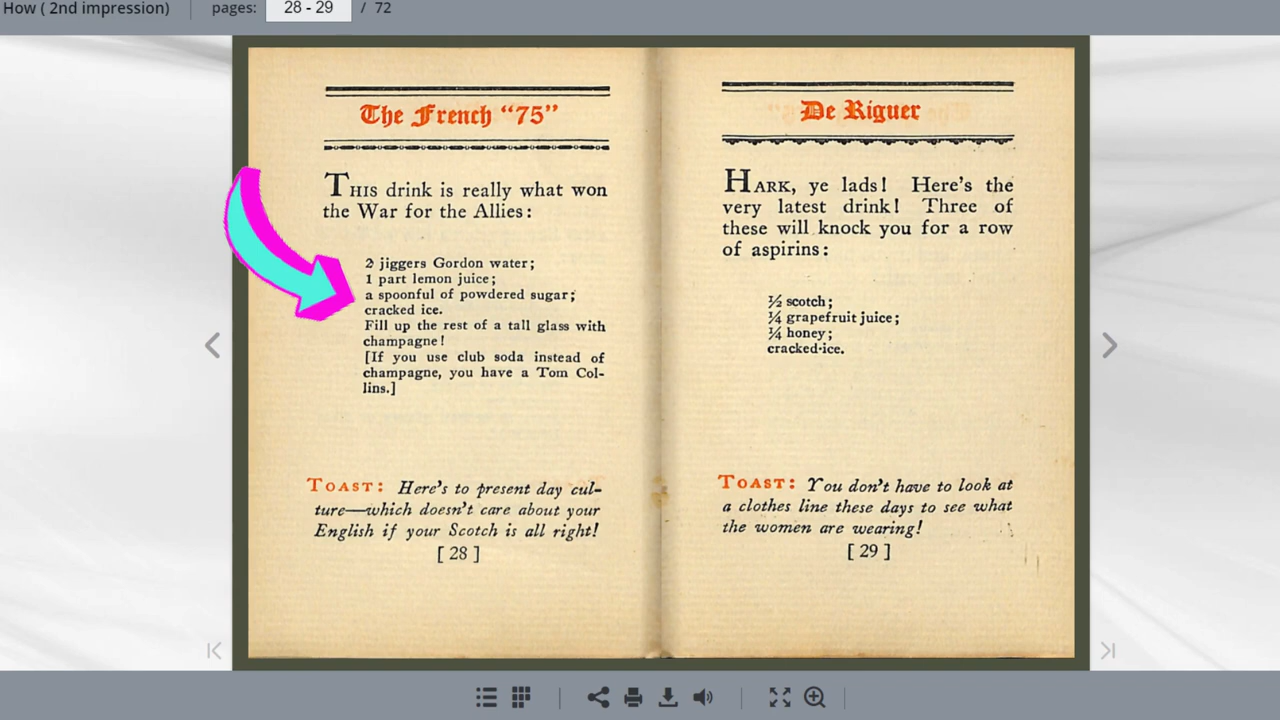 How ( 2nd impression)
pages: 28 - 29 / 72
The French “75”
THIS drink is really what won
the War for the Allies:
2 jiggers Gordon water;
1 part lemon juice;
a spoonful of powdered sugar;
cracked ice.
Fill up the rest of a tall glass with
champagne!
[If you use club soda instead of
champagne, you have a Tom Col-
lins.]
TOAST: Here's to present day cul-
ture—which doesn't care about your
English if your Scotch is all right!
[ 28 ]
De Riguer
HARK, ye lads! Here's the
very latest drink! Three of
these will knock you for a row
of aspirins:
½ scotch;
¼ grapefruit juice;
¼ honey;
cracked·ice.
TOAST: You don't have to look at
a clothes line these days to see what
the women are wearing!
[ 29 ]